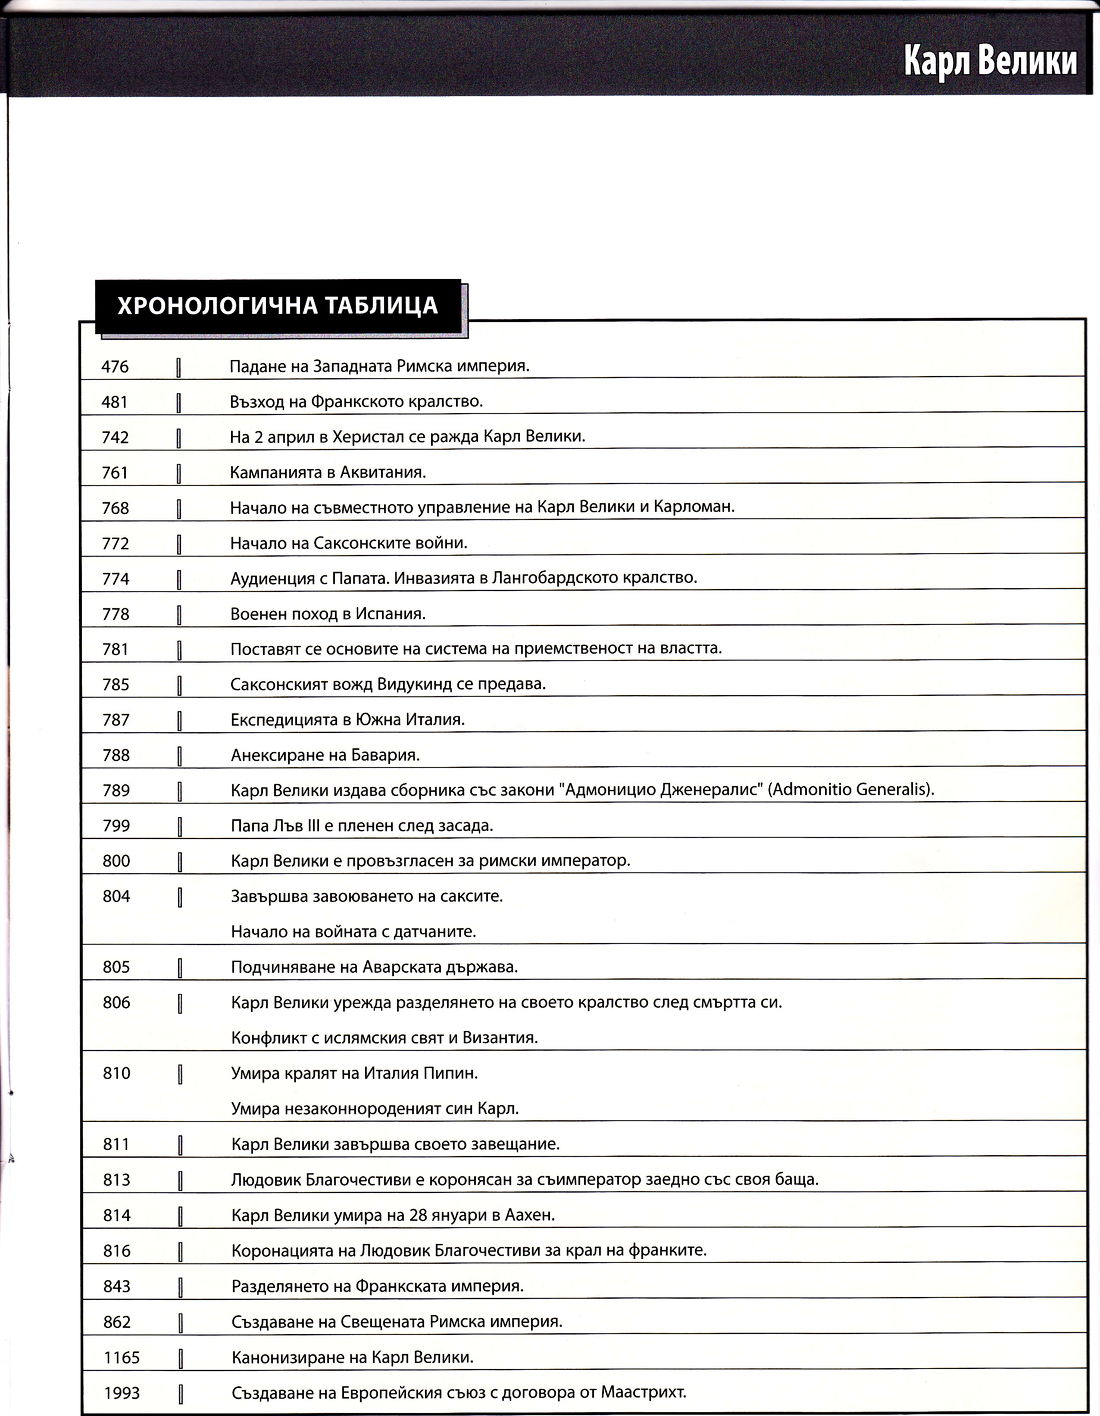 Карл Велики
ХРОНОЛОГИЧНА ТАБЛИЦА
476 Падане на Западната Римска империя.
481 Възход на Франкското кралство.
742 На 2 април в Херистал се ражда Карл Велики.
761 Кампанията в Аквитания.
768 Начало на съвместното управление на Карл Велики и Карломан.
772 Начало на Саксонските войни.
774 Аудиенция с Папата. Инвазията в Лангобардското кралство.
778 Военен поход в Испания.
781 Поставят се основите на система на приемственост на властта.
785 Саксонският вожд Видукинд се предава.
787 Експедицията в Южна Италия.
788 Анексиране на Бавария.
789 Карл Велики издава сборника със закони "Адмоницио Дженералис" (Admonitio Generalis).
799 Папа Лъв III е пленен след засада.
800 Карл Велики е провъзгласен за римски император.
804 Завършва завоюването на саксите.
Начало на войната с датчаните.
805 Подчиняване на Аварската държава.
806 Карл Велики урежда разделянето на своето кралство след смъртта си.
Конфликт с ислямския свят и Византия.
810 Умира кралят на Италия Пипин.
Умира незаконнороденият син Карл.
811 Карл Велики завършва своето завещание.
813 Людовик Благочестиви е коронясан за съимператор заедно със своя баща.
814 Карл Велики умира на 28 януари в Аахен.
816 Коронацията на Людовик Благочестиви за крал на франките.
843 Разделянето на Франкската империя.
862 Създаване на Свещената Римска империя.
1165 Канонизиране на Карл Велики.
1993 Създаване на Европейския съюз с договора от Маастрихт.